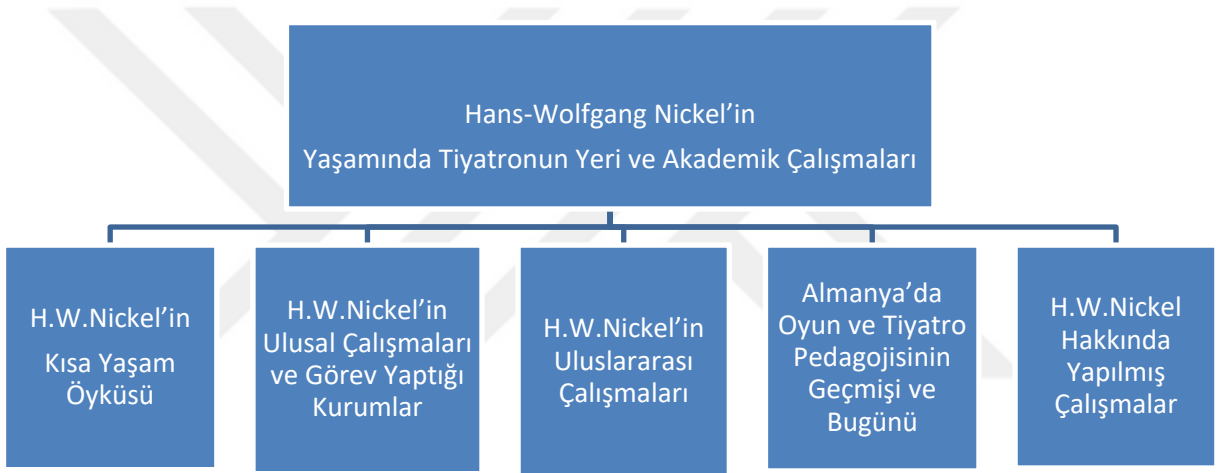 Hans-Wolfgang Nickel’in
Yaşamında Tiyatronun Yeri ve Akademik Çalışmaları
H.W.Nickel’in
Kısa Yaşam
Öyküsü
H.W.Nickel’in
Ulusal Çalışmaları
ve Görev Yaptığı
Kurumlar
H.W.Nickel’in
Uluslararası
Çalışmaları
Almanya’da
Oyun ve Tiyatro
Pedagojisinin
Geçmişi ve
Bugünü
H.W.Nickel
Hakkında
Yapılmış
Çalışmalar